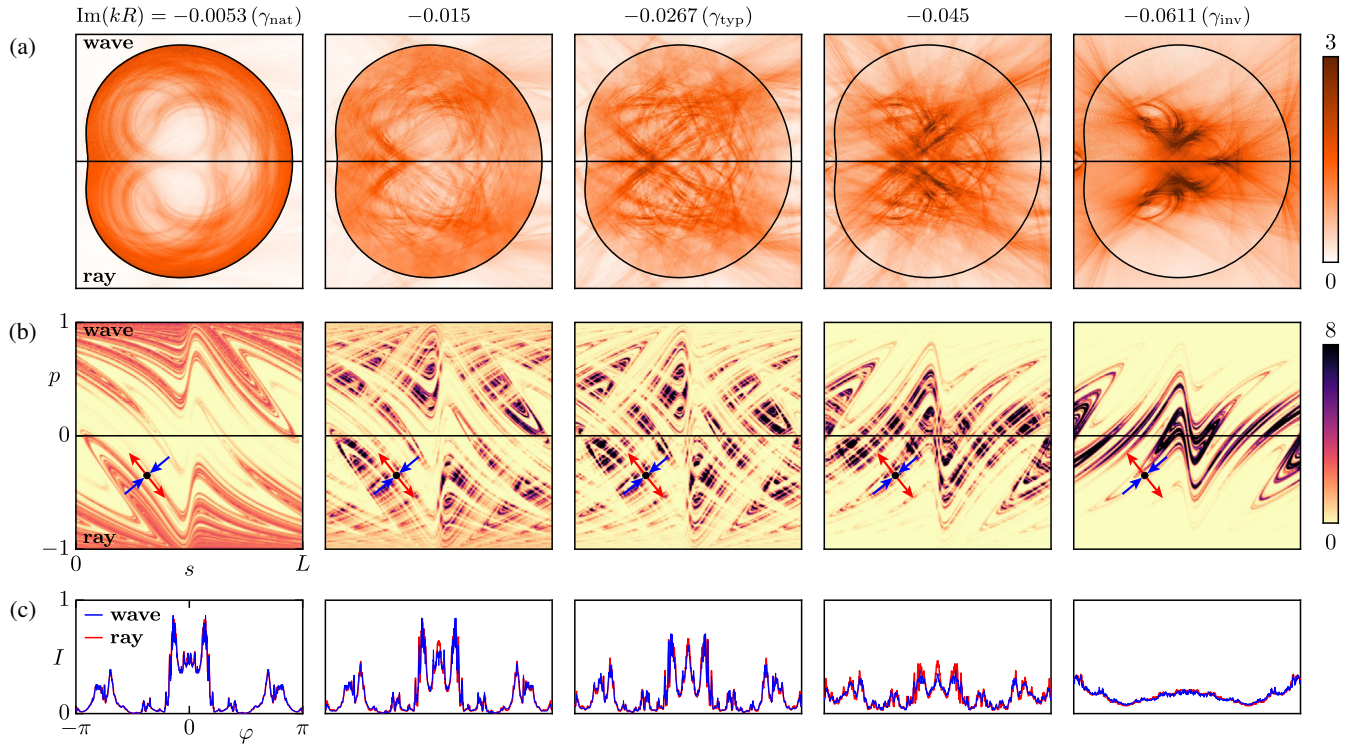 Im(kR) = −0.0053 (γnat) −0.015 −0.0267 (γtyp) −0.045 −0.0611 (γinv)
(a) wave 3
ray 0
(b) 1 wave 8
p
0
ray
−1 0
0 s L
(c) 1 wave
ray
I
0
−π 0 φ π